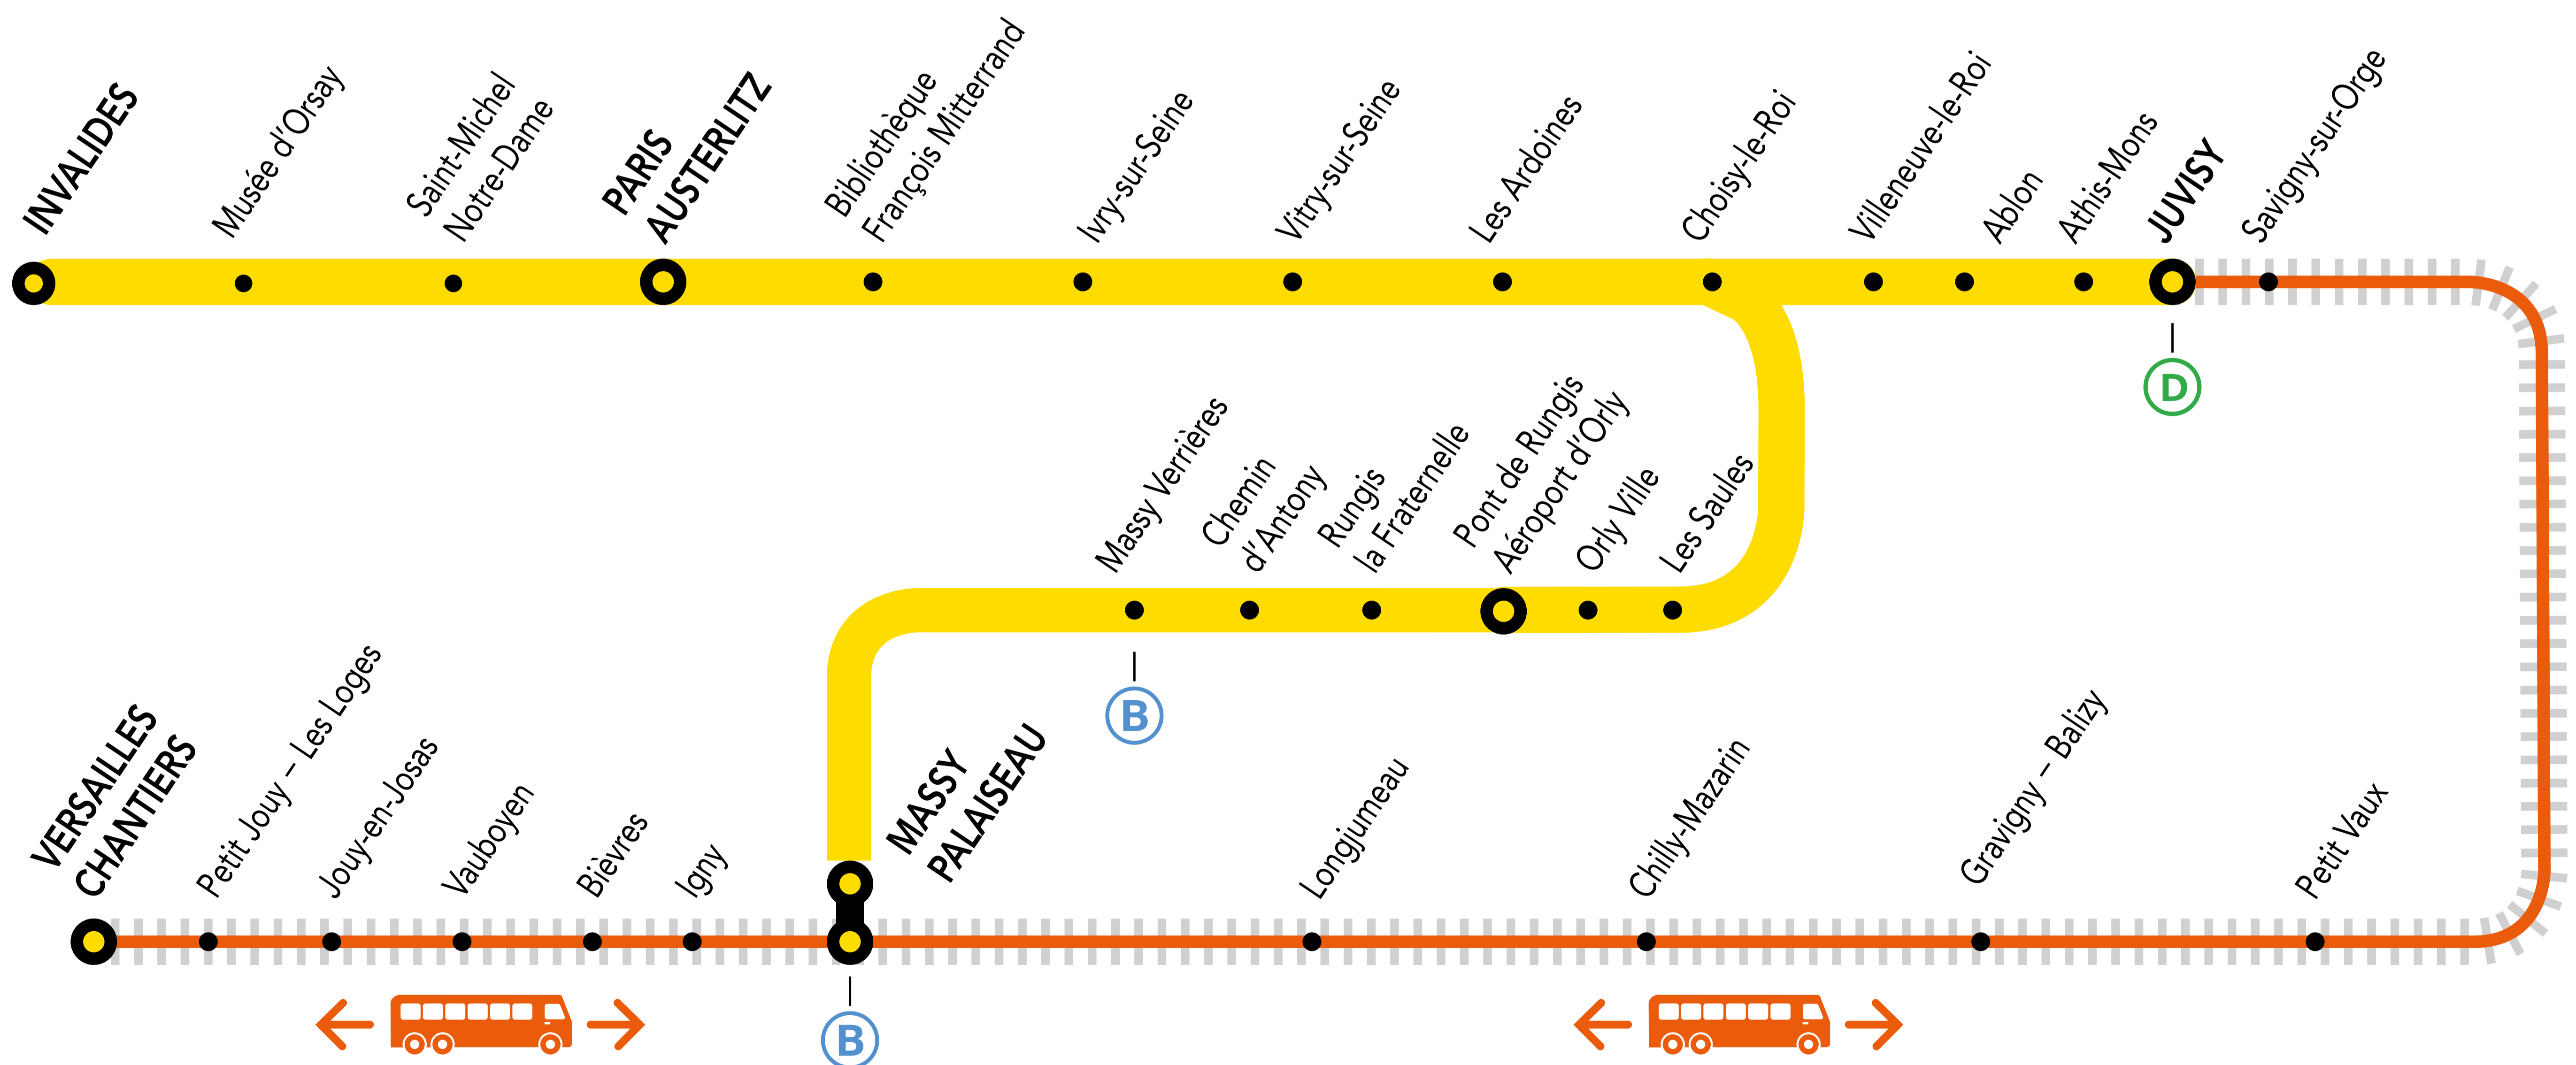 INVALIDES
Musée d'Orsay
Saint-Michel
Notre-Dame
PARIS
AUSTERLITZ
Bibliothèque
François Mitterrand
Ivry-sur-Seine
Vitry-sur-Seine
Les Ardoines
Choisy-le-Roi
Villeneuve-le-Roi
Ablon
Athis-Mons
JUVISY
Savigny-sur-Orge
D
Massy Verrières
Chemin
d'Antony
Rungis
la Fraternelle
Pont de Rungis
Aéroport d'Orly
Orly Ville
Les Saules
B
VERSAILLES
CHANTIERS
Petit Jouy – Les Loges
Jouy-en-Josas
Vauboyen
Bièvres
Igny
MASSY
PALAISEAU
Longjumeau
Chilly-Mazarin
Gravigny – Balizy
Petit Vaux
B